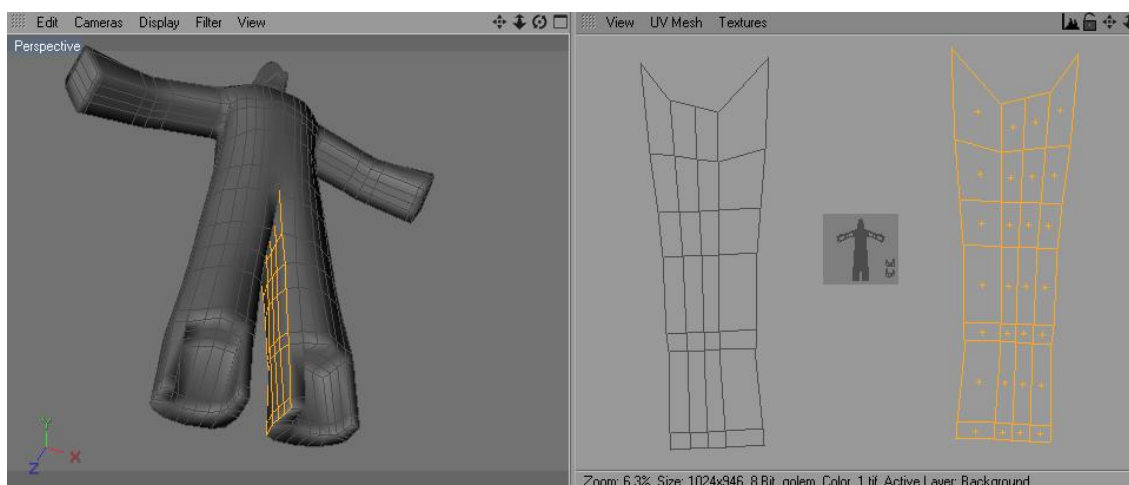 Edit Cameras Display Filter View
View UV Mesh Textures
Perspective
Y
X
Z
Zoom: 6.3%, Size: 1024x946, 8 Bit, golem_Color_1.tif, Active Layer: Background